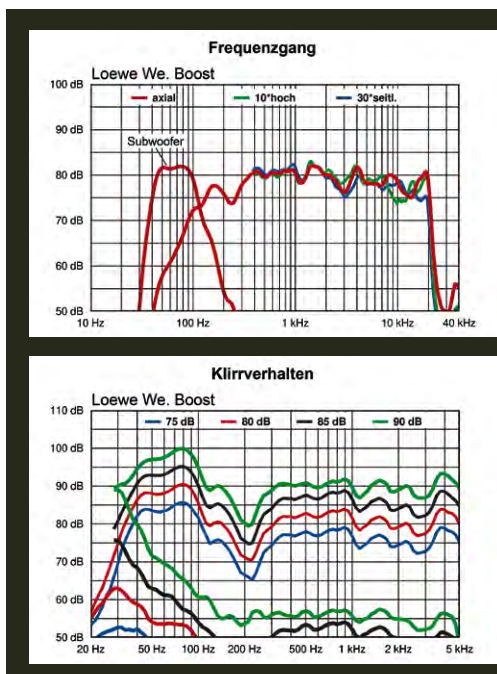 Frequenzgang
Loewe We. Boost
100 dB
axial 10°hoch 30°seitl.
90 dB
Subwoofer
80 dB
70 dB
60 dB
50 dB
10 Hz 100 Hz 1 kHz 10 kHz 40 kHz
Klirrverhalten
Loewe We. Boost
110 dB
75 dB 80 dB 85 dB 90 dB
100 dB
90 dB
80 dB
70 dB
60 dB
50 dB
20 Hz 50 Hz 100 Hz 200 Hz 500 Hz 1 kHz 2 kHz 5 kHz